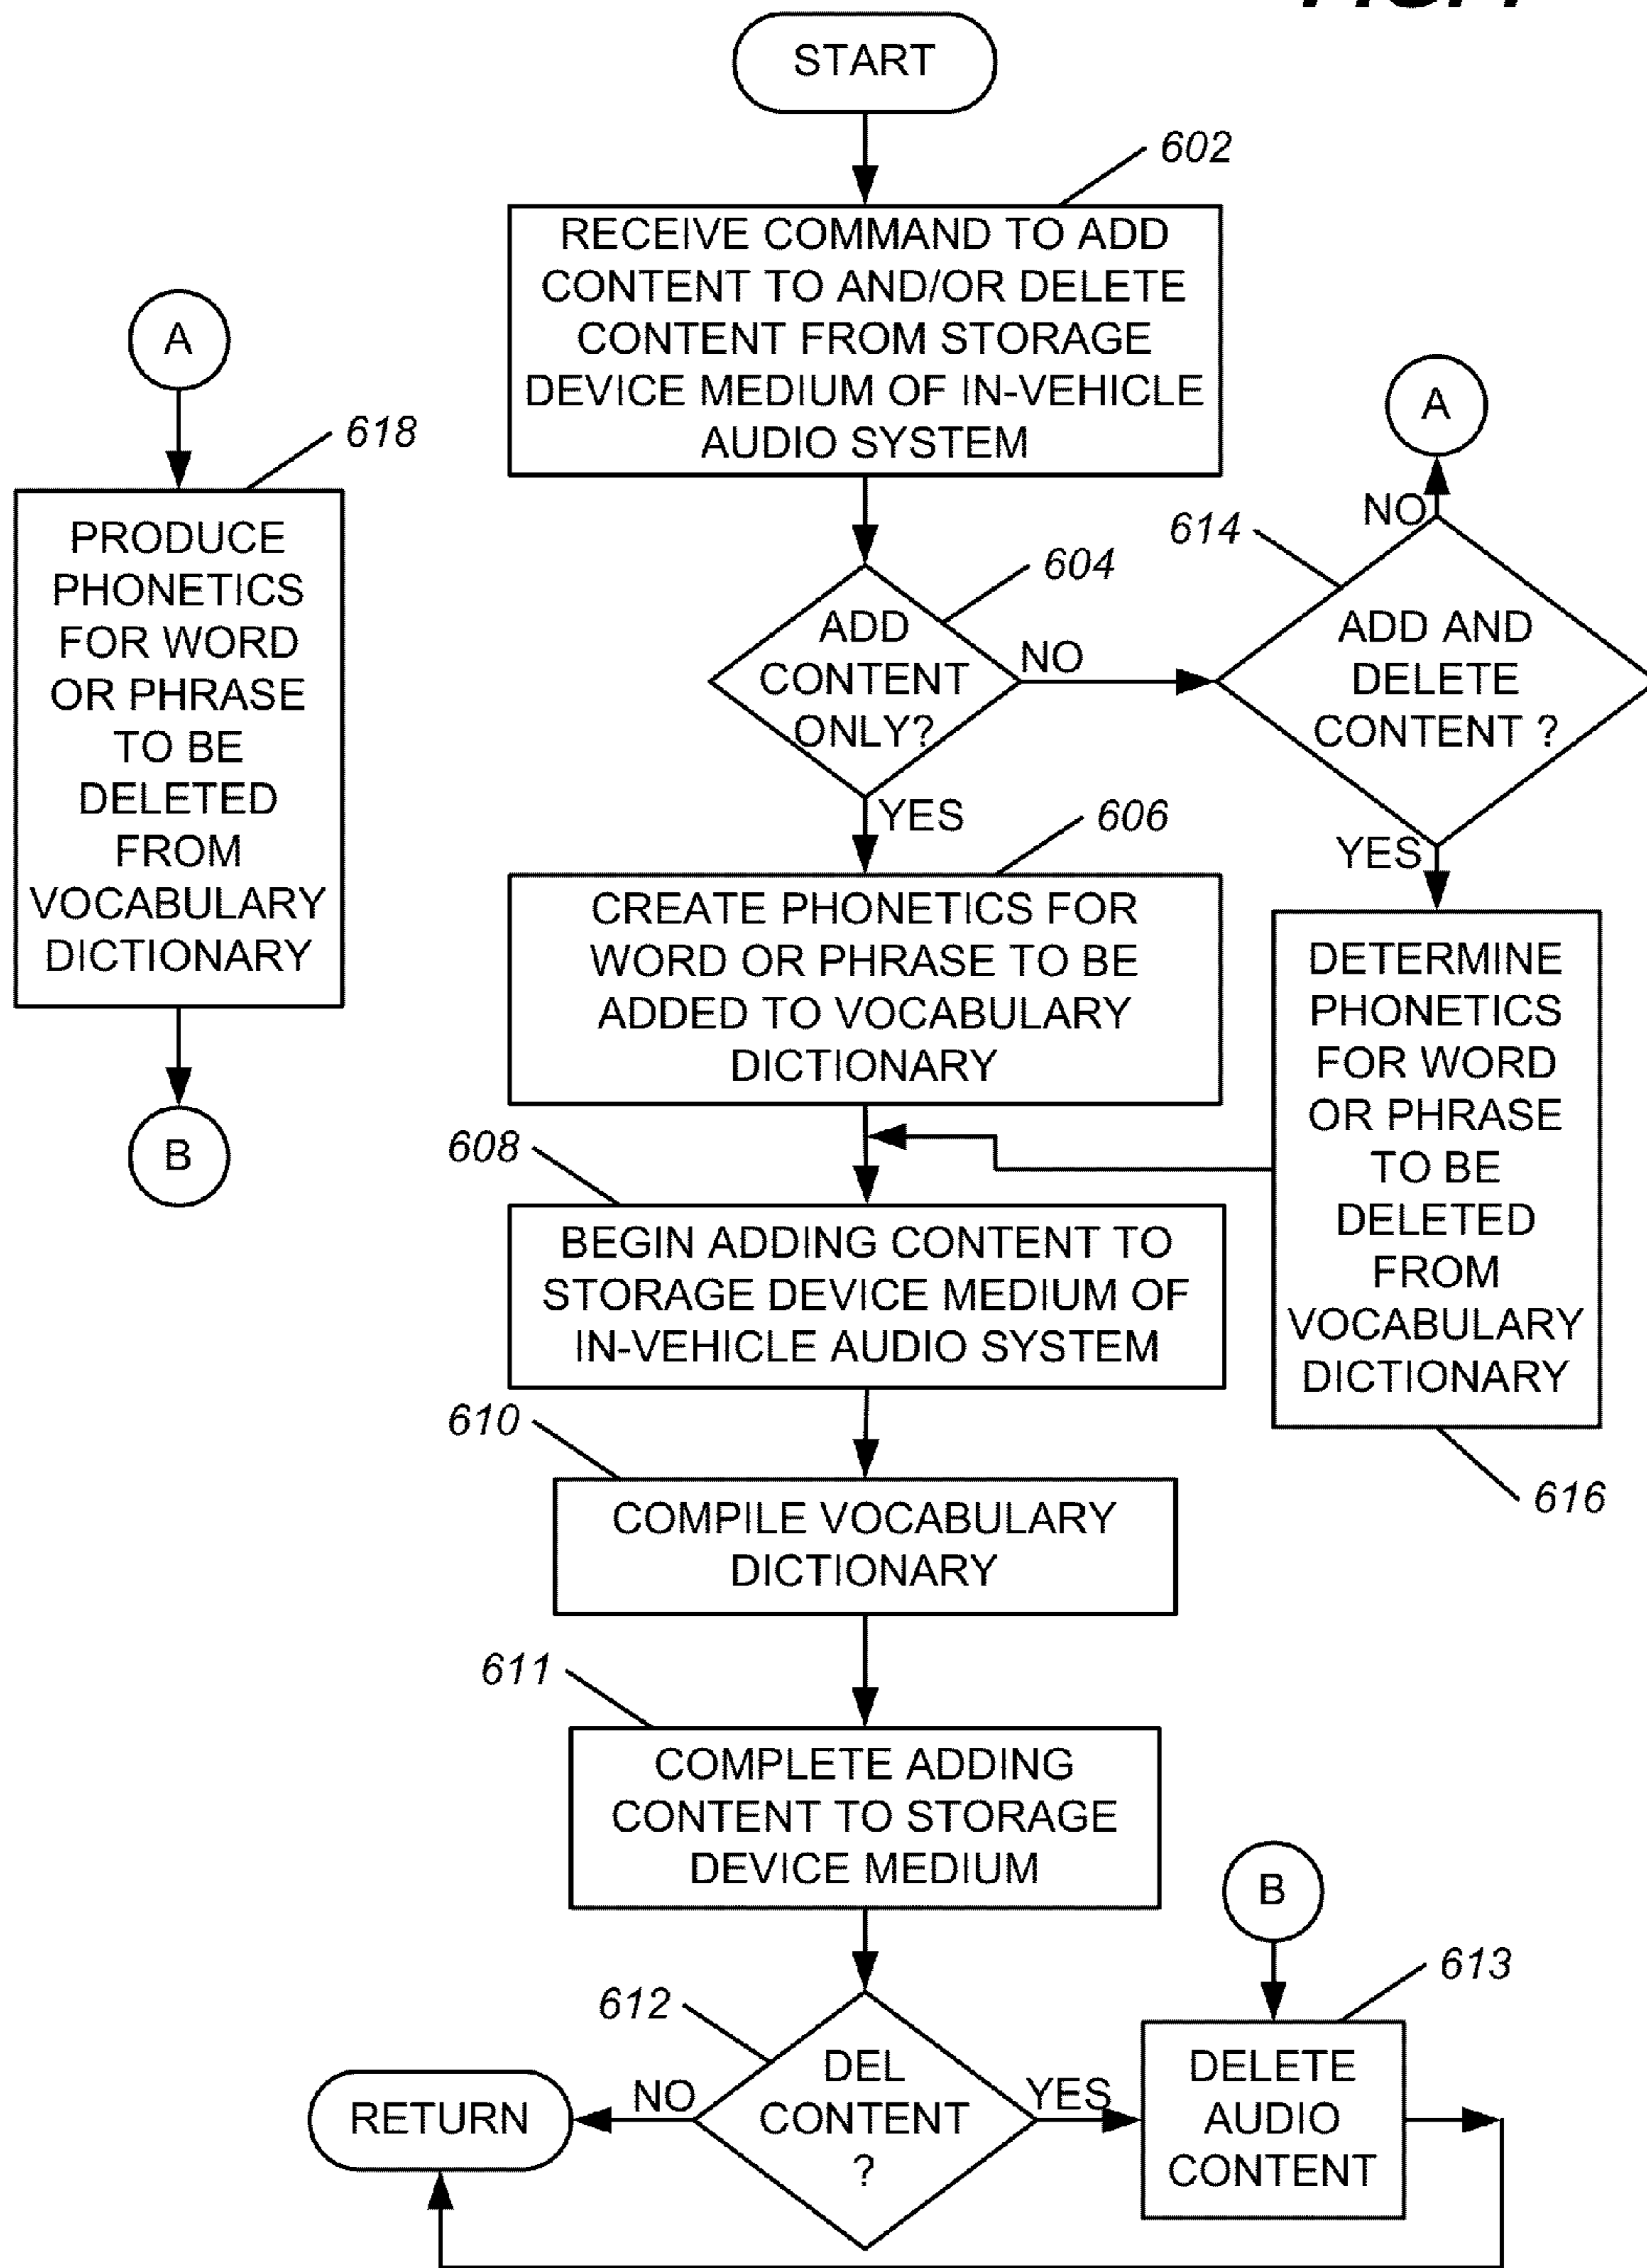 START
602
RECEIVE COMMAND TO ADD
CONTENT TO AND/OR DELETE
CONTENT FROM STORAGE
DEVICE MEDIUM OF IN-VEHICLE
AUDIO SYSTEM
A
618
PRODUCE
PHONETICS
FOR WORD
OR PHRASE
TO BE
DELETED
FROM
VOCABULARY
DICTIONARY
B
604
ADD
CONTENT
ONLY?
NO
YES
A
NO
614
ADD AND
DELETE
CONTENT ?
YES
606
CREATE PHONETICS FOR
WORD OR PHRASE TO BE
ADDED TO VOCABULARY
DICTIONARY
DETERMINE
PHONETICS
FOR WORD
OR PHRASE
TO BE
DELETED
FROM
VOCABULARY
DICTIONARY
616
608
BEGIN ADDING CONTENT TO
STORAGE DEVICE MEDIUM OF
IN-VEHICLE AUDIO SYSTEM
610
COMPILE VOCABULARY
DICTIONARY
611
COMPLETE ADDING
CONTENT TO STORAGE
DEVICE MEDIUM
B
613
612
DEL
CONTENT
?
NO
YES
RETURN
DELETE
AUDIO
CONTENT